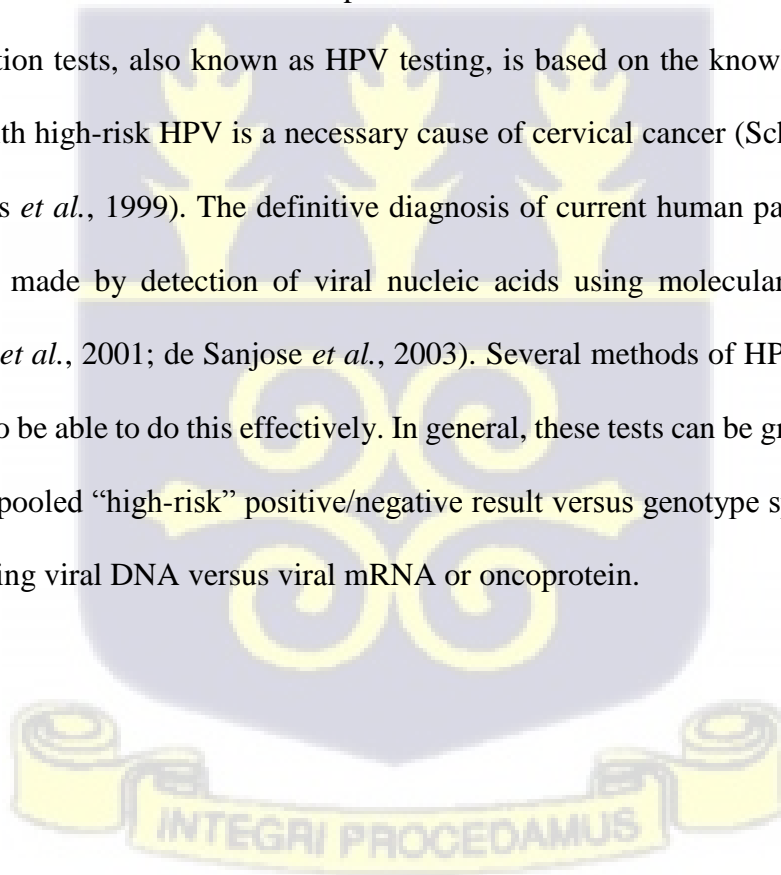 tion tests, also known as HPV testing, is based on the know
th high-risk HPV is a necessary cause of cervical cancer (Scl
s et al., 1999). The definitive diagnosis of current human pa
made by detection of viral nucleic acids using molecular
et al., 2001; de Sanjose et al., 2003). Several methods of HP
o be able to do this effectively. In general, these tests can be gr
pooled “high-risk” positive/negative result versus genotype s
ing viral DNA versus viral mRNA or oncoprotein.
INTEGRI PROCEDAMUS